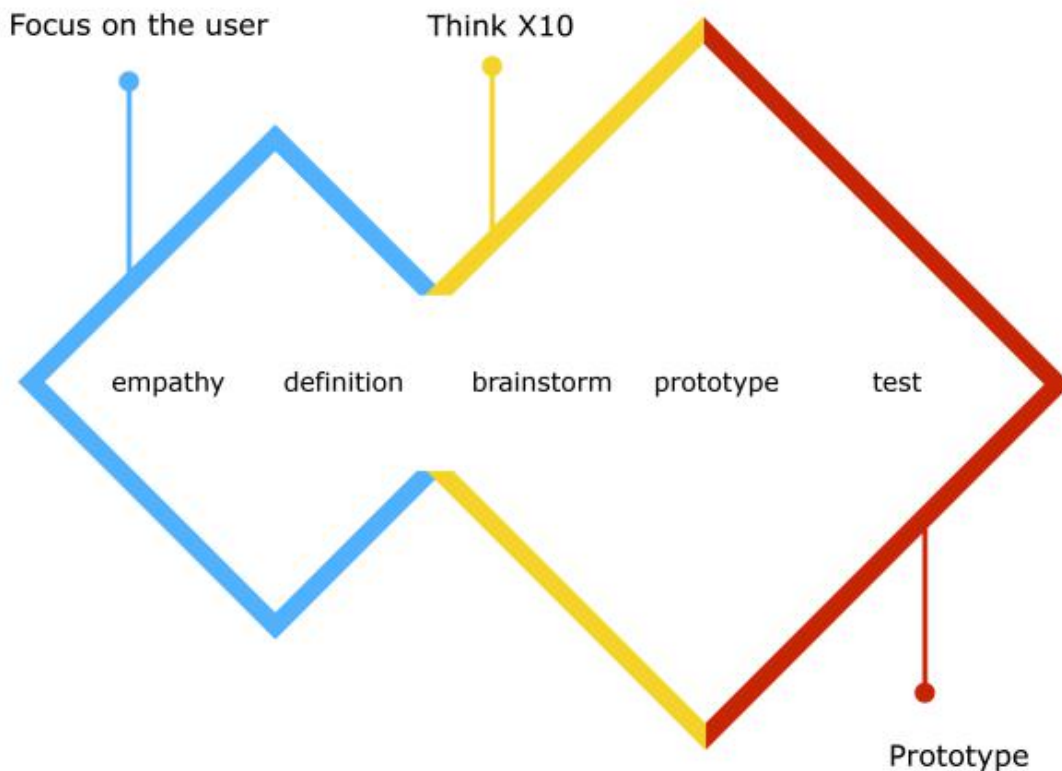 Focus on the user
Think X10
empathy
definition
brainstorm
prototype
test
Prototype